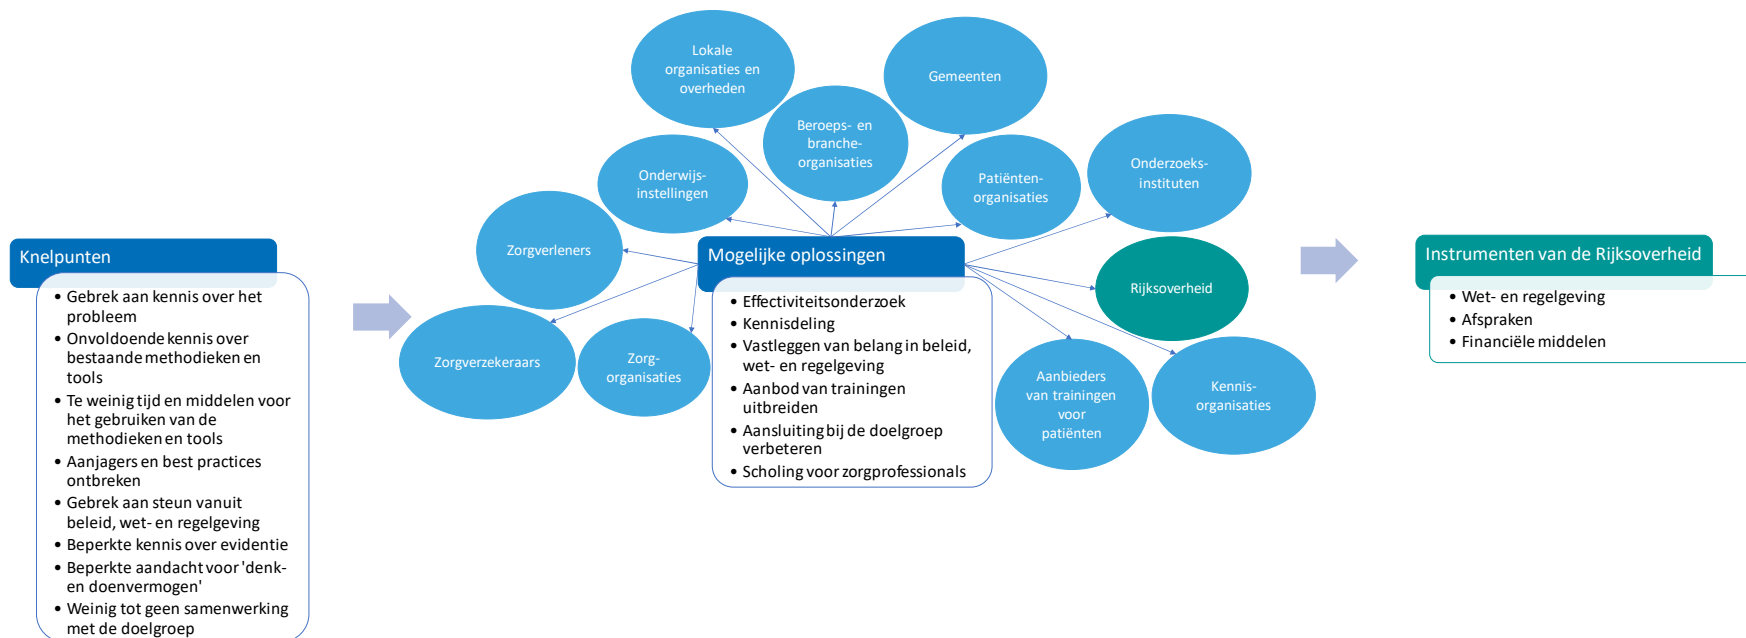 Knelpunten
• Gebrek aan kennis over het
probleem
• Onvoldoende kennis over
bestaande methodieken en
tools
• Te weinig tijd en middelen voor
het gebruiken van de
methodieken en tools
• Aanjagers en best practices
ontbreken
• Gebrek aan steun vanuit
beleid, wet- en regelgeving
• Beperkte kennis over evidentie
• Beperkte aandacht voor 'denk-
en doenvermogen'
• Weinig tot geen samenwerking
met de doelgroep
Lokale
organisaties en
overheden
Gemeenten
Beroeps- en
branche-
organisaties
Onderwijs-
instellingen
Patiënten-
organisaties
Onderzoeks-
instituten
Zorgverleners
Rijksoverheid
Zorgverzekeraars
Zorg-
organisaties
Aanbieders
van trainingen
voor
patiënten
Kennis-
organisaties
Mogelijke oplossingen
• Effectiviteitsonderzoek
• Kennisdeling
• Vastleggen van belang in beleid,
wet- en regelgeving
• Aanbod van trainingen
uitbreiden
• Aansluiting bij de doelgroep
verbeteren
• Scholing voor zorgprofessionals
Instrumenten van de Rijksoverheid
• Wet- en regelgeving
• Afspraken
• Financiële middelen